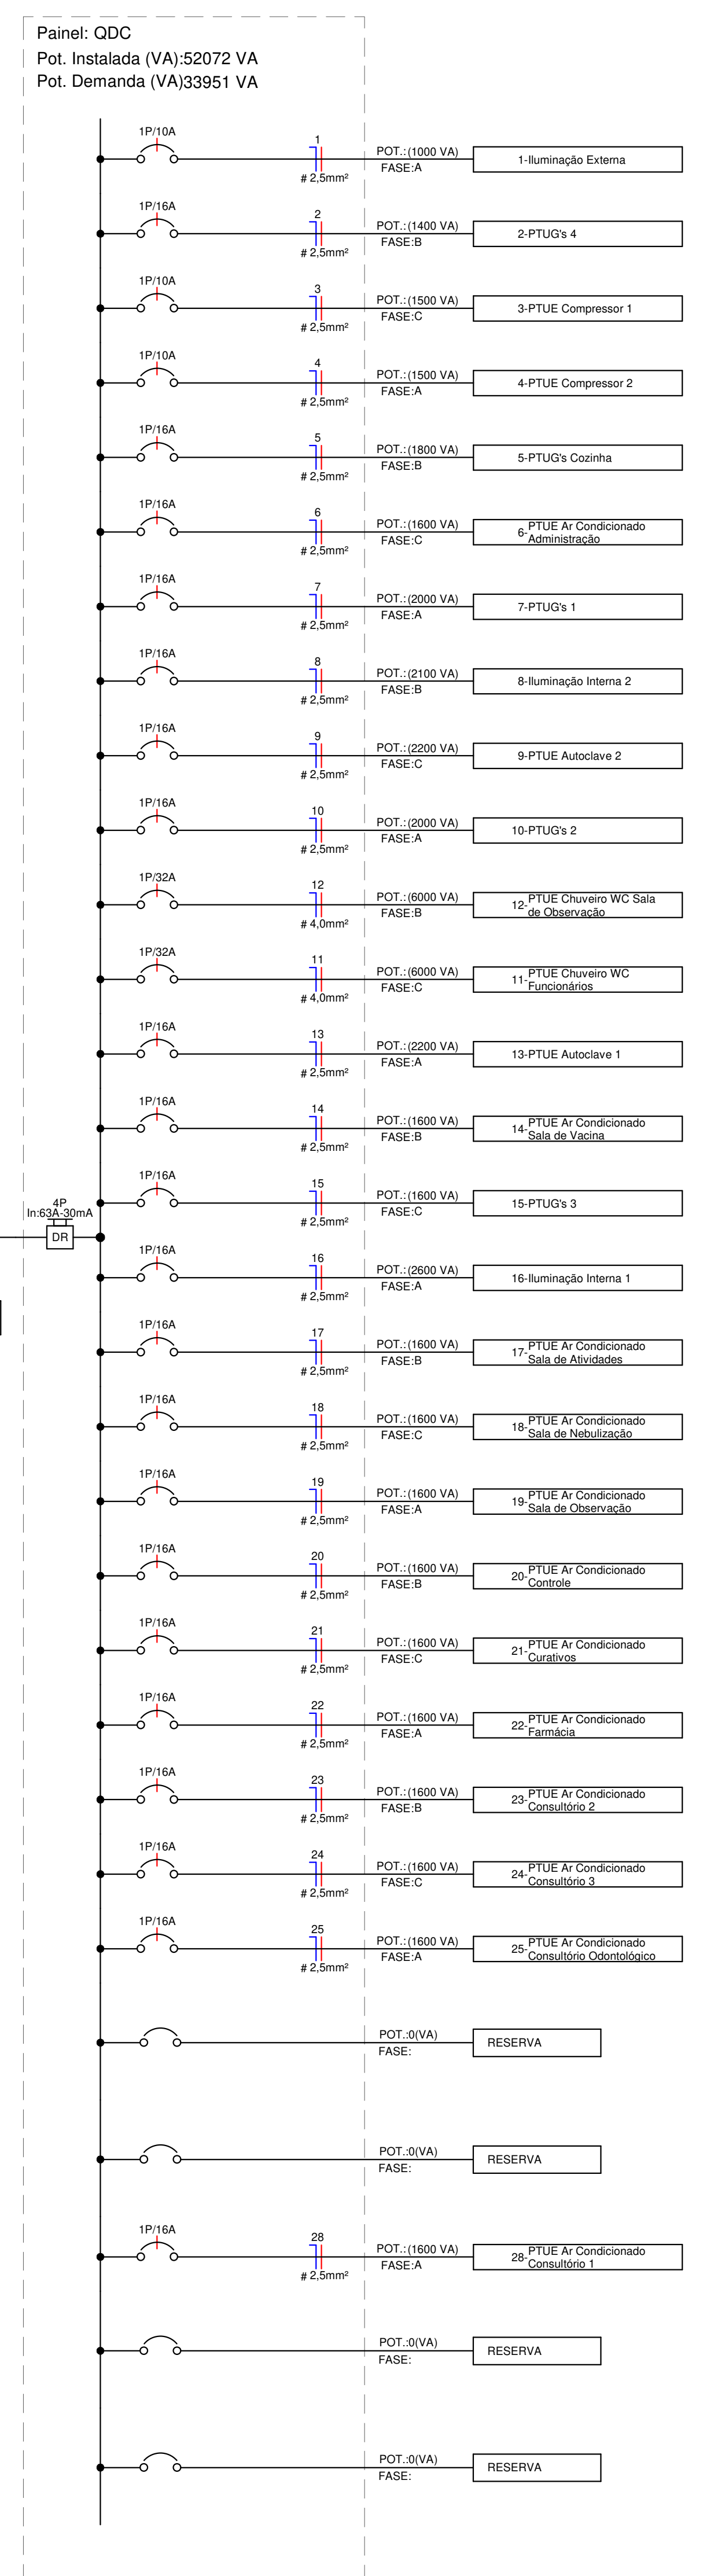 Painel: QDC
Pot. Instalada (VA):52072 VA
Pot. Demanda (VA)33951 VA
1P/10A
1
# 2,5mm²
POT.: (1000 VA)
FASE:A
1-Iluminação Externa
1P/16A
2
# 2,5mm²
POT.: (1400 VA)
FASE:B
2-PTUG's 4
1P/10A
3
# 2,5mm²
POT.: (1500 VA)
FASE:C
3-PTUE Compressor 1
1P/10A
4
# 2,5mm²
POT.: (1500 VA)
FASE:A
4-PTUE Compressor 2
1P/16A
5
# 2,5mm²
POT.: (1800 VA)
FASE:B
5-PTUG's Cozinha
1P/16A
6
# 2,5mm²
POT.: (1600 VA)
FASE:C
6-PTUE Ar Condicionado
Administração
1P/16A
7
# 2,5mm²
POT.: (2000 VA)
FASE:A
7-PTUG's 1
1P/16A
8
# 2,5mm²
POT.: (2100 VA)
FASE:B
8-Iluminação Interna 2
1P/16A
9
# 2,5mm²
POT.: (2200 VA)
FASE:C
9-PTUE Autoclave 2
1P/16A
10
# 2,5mm²
POT.: (2000 VA)
FASE:A
10-PTUG's 2
1P/32A
12
# 4,0mm²
POT.: (6000 VA)
FASE:B
12-PTUE Chuveiro WC Sala
de Observação
1P/32A
11
# 4,0mm²
POT.: (6000 VA)
FASE:C
11-PTUE Chuveiro WC
Funcionários
1P/16A
13
# 2,5mm²
POT.: (2200 VA)
FASE:A
13-PTUE Autoclave 1
1P/16A
14
# 2,5mm²
POT.: (1600 VA)
FASE:B
14-PTUE Ar Condicionado
Sala de Vacina
1P/16A
15
# 2,5mm²
POT.: (1600 VA)
FASE:C
15-PTUG's 3
4P
In:63A-30mA
DR
1P/16A
16
# 2,5mm²
POT.: (2600 VA)
FASE:A
16-Iluminação Interna 1
1P/16A
17
# 2,5mm²
POT.: (1600 VA)
FASE:B
17-PTUE Ar Condicionado
Sala de Atividades
1P/16A
18
# 2,5mm²
POT.: (1600 VA)
FASE:C
18-PTUE Ar Condicionado
Sala de Nebulização
1P/16A
19
# 2,5mm²
POT.: (1600 VA)
FASE:A
19-PTUE Ar Condicionado
Sala de Observação
1P/16A
20
# 2,5mm²
POT.: (1600 VA)
FASE:B
20-PTUE Ar Condicionado
Controle
1P/16A
21
# 2,5mm²
POT.: (1600 VA)
FASE:C
21-PTUE Ar Condicionado
Curativos
1P/16A
22
# 2,5mm²
POT.: (1600 VA)
FASE:A
22-PTUE Ar Condicionado
Farmácia
1P/16A
23
# 2,5mm²
POT.: (1600 VA)
FASE:B
23-PTUE Ar Condicionado
Consultório 2
1P/16A
24
# 2,5mm²
POT.: (1600 VA)
FASE:C
24-PTUE Ar Condicionado
Consultório 3
1P/16A
25
# 2,5mm²
POT.: (1600 VA)
FASE:A
25-PTUE Ar Condicionado
Consultório Odontológico
POT.:0(VA)
FASE:
RESERVA
POT.:0(VA)
FASE:
RESERVA
1P/16A
28
# 2,5mm²
POT.: (1600 VA)
FASE:A
28-PTUE Ar Condicionado
Consultório 1
POT.:0(VA)
FASE:
RESERVA
POT.:0(VA)
FASE:
RESERVA